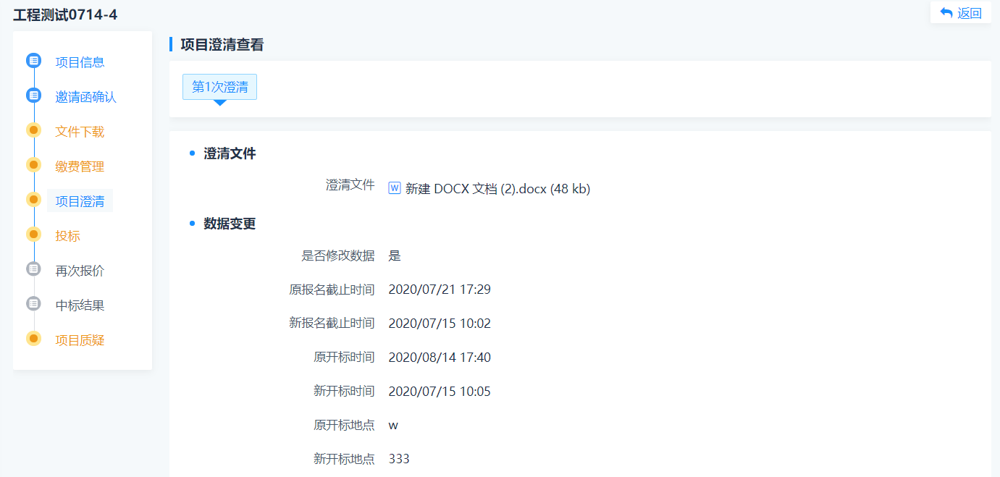 工程测试0714-4
返回
项目信息
邀请函确认
文件下载
缴费管理
项目澄清
投标
再次报价
中标结果
项目质疑
项目澄清查看
第1次澄清
澄清文件
澄清文件 W 新建 DOCX 文档 (2).docx (48 kb)
数据变更
是否修改数据 是
原报名截止时间 2020/07/21 17:29
新报名截止时间 2020/07/15 10:02
原开标时间 2020/08/14 17:40
新开标时间 2020/07/15 10:05
原开标地点 w
新开标地点 333